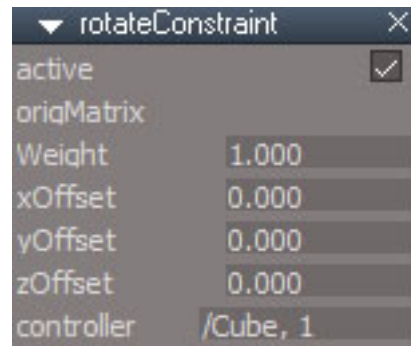 rotateConstraint
active
origMatrix
Weight 1.000
xOffset 0.000
yOffset 0.000
zOffset 0.000
controller /Cube, 1